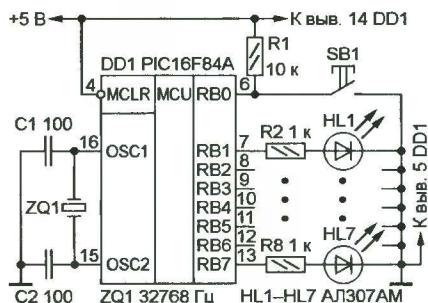 +5 В
К выв. 14 DD1
DD1 PIC16F84A
R1
10 к
SB1
4
MCLR
MCU
RB0
6
C1 100
16
OSC1
RB1
7
R2 1 к
HL1
RB2
8
RB3
9
RB4
10
RB5
11
RB6
12
RB7
13
R8 1 к
HL7
ZQ1
15
OSC2
C2 100
ZQ1 32768 Гц
HL1–HL7 АЛ307АМ
К выв. 5 DD1